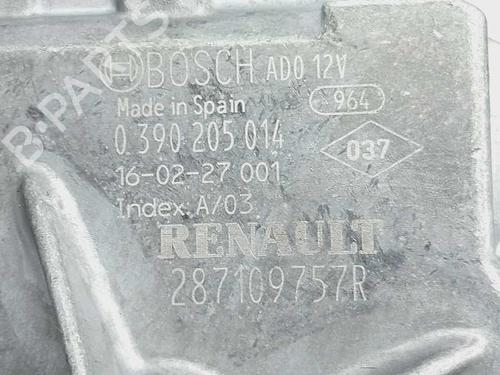 BOSCH AD0 12V
Made in Spain 964
0 390 205 014
037
16-02-27 001
Index A/03
RENAULT
287109757R
B-PARTS